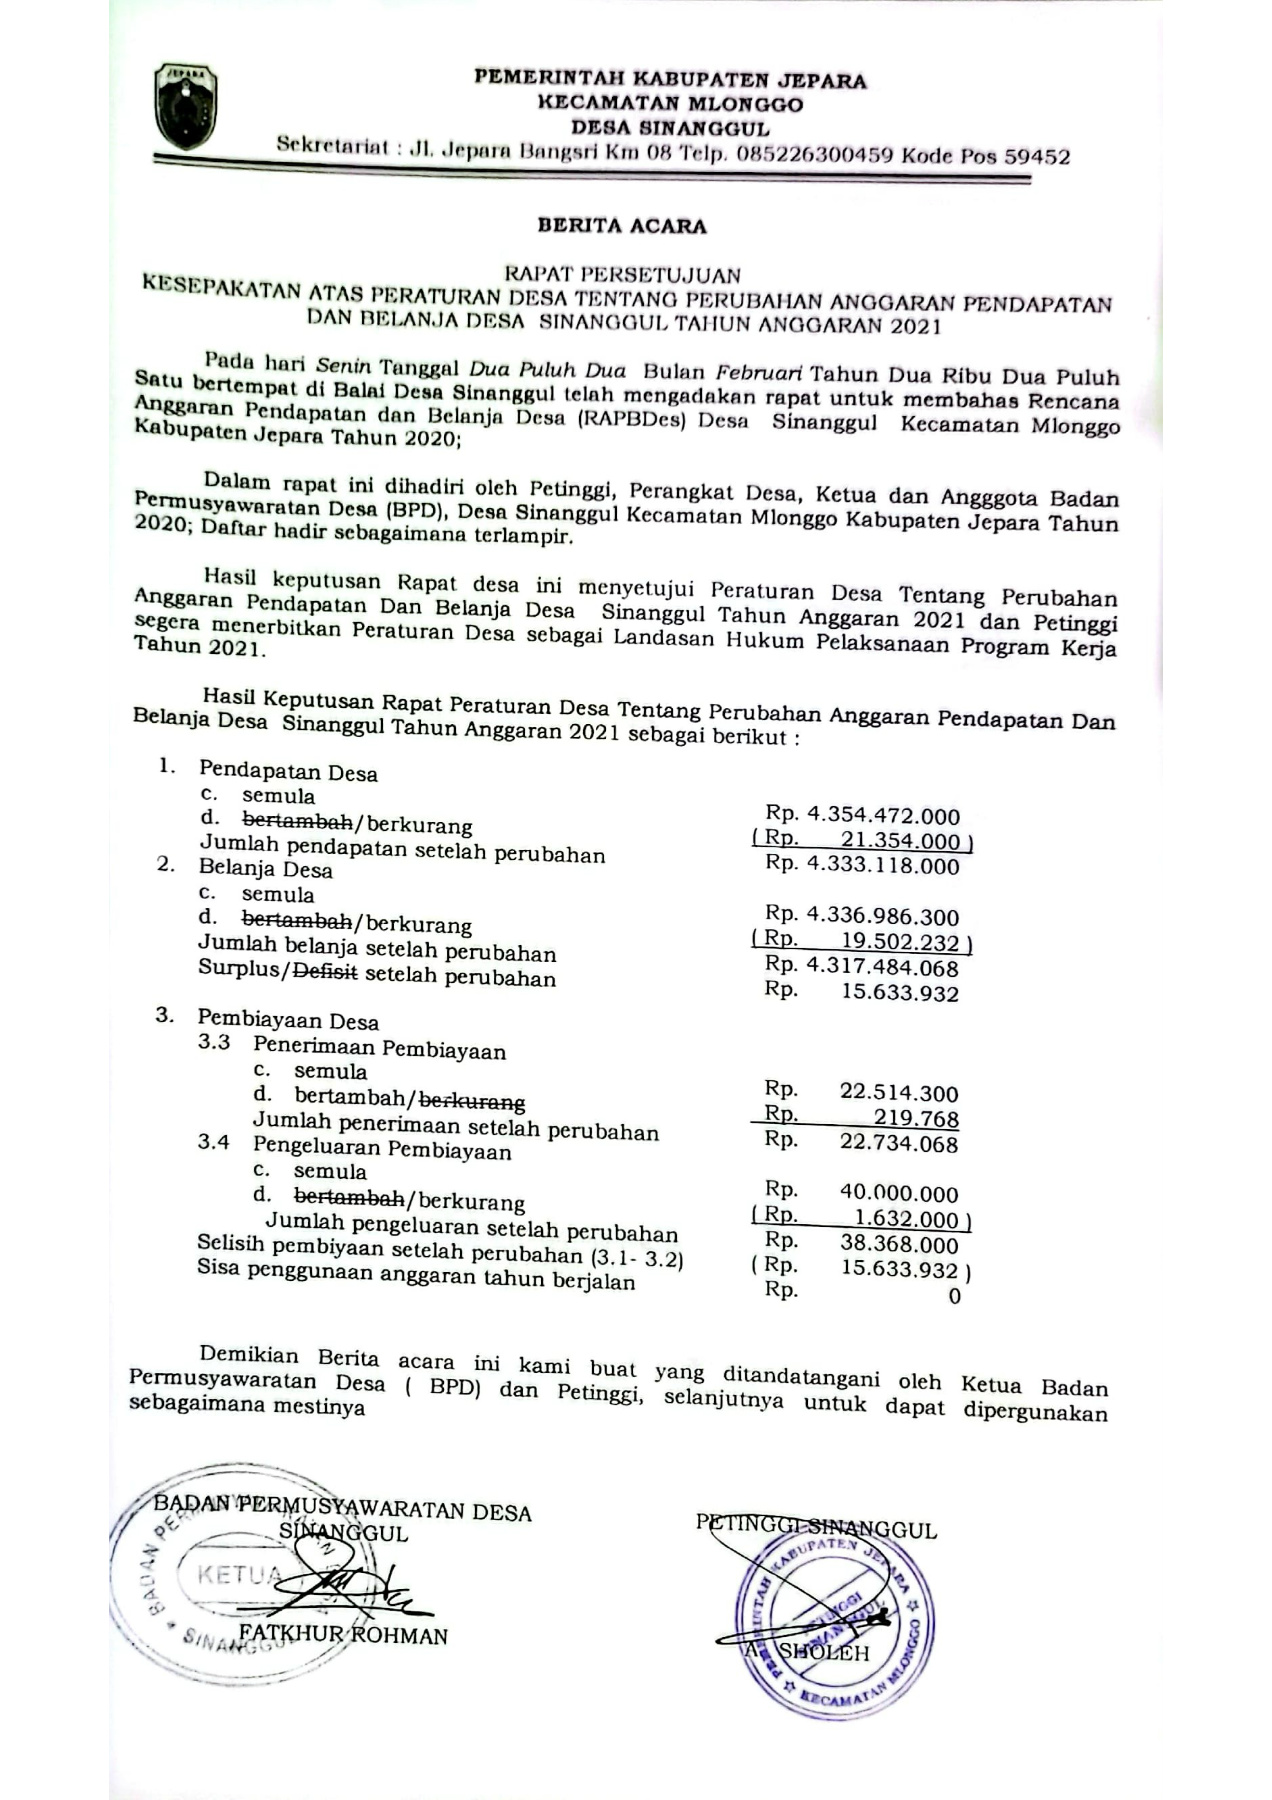 JEPARA
PEMERINTAH KABUPATEN JEPARA
KECAMATAN MLONGGO
DESA SINANGGUL
Sekretariat : Jl. Jepara Bangsri Km 08 Telp. 085226300459 Kode Pos 59452
BERITA ACARA
RAPAT PERSETUJUAN
KESEPAKATAN ATAS PERATURAN DESA TENTANG PERUBAHAN ANGGARAN PENDAPATAN
DAN BELANJA DESA SINANGGUL TAHUN ANGGARAN 2021
Pada hari Senin Tanggal Dua Puluh Dua Bulan Februari Tahun Dua Ribu Dua Puluh
Satu bertempat di Balai Desa Sinanggul telah mengadakan rapat untuk membahas Rencana
Anggaran Pendapatan dan Belanja Desa (RAPBDes) Desa Sinanggul Kecamatan Mlonggo
Kabupaten Jepara Tahun 2020;
Dalam rapat ini dihadiri oleh Petinggi, Perangkat Desa, Ketua dan Angggota Badan
Permusyawaratan Desa (BPD), Desa Sinanggul Kecamatan Mlonggo Kabupaten Jepara Tahun
2020; Daftar hadir sebagaimana terlampir.
Hasil keputusan Rapat desa ini menyetujui Peraturan Desa Tentang Perubahan
Anggaran Pendapatan Dan Belanja Desa Sinanggul Tahun Anggaran 2021 dan Petinggi
segera menerbitkan Peraturan Desa sebagai Landasan Hukum Pelaksanaan Program Kerja
Tahun 2021.
Hasil Keputusan Rapat Peraturan Desa Tentang Perubahan Anggaran Pendapatan Dan
Belanja Desa Sinanggul Tahun Anggaran 2021 sebagai berikut :
1. Pendapatan Desa
c. semula Rp. 4.354.472.000
d. bertambah/berkurang ( Rp. 21.354.000 )
Jumlah pendapatan setelah perubahan Rp. 4.333.118.000
2. Belanja Desa
c. semula Rp. 4.336.986.300
d. bertambah/berkurang ( Rp. 19.502.232 )
Jumlah belanja setelah perubahan Rp. 4.317.484.068
Surplus/Defisit setelah perubahan Rp. 15.633.932
3. Pembiayaan Desa
3.3 Penerimaan Pembiayaan
c. semula Rp. 22.514.300
d. bertambah/berkurang Rp. 219.768
Jumlah penerimaan setelah perubahan Rp. 22.734.068
3.4 Pengeluaran Pembiayaan
c. semula Rp. 40.000.000
d. bertambah/berkurang ( Rp. 1.632.000 )
Jumlah pengeluaran setelah perubahan Rp. 38.368.000
Selisih pembiyaan setelah perubahan (3.1- 3.2) ( Rp. 15.633.932 )
Sisa penggunaan anggaran tahun berjalan Rp. 0
Demikian Berita acara ini kami buat yang ditandatangani oleh Ketua Badan
Permusyawaratan Desa ( BPD) dan Petinggi, selanjutnya untuk dapat dipergunakan
sebagaimana mestinya
BADAN PERMUSYAWARATAN DESA
SINANGGUL
KETUA
FATKHUR ROHMAN
SINANGGUL
PETINGGI SINANGGUL
PEMERINTAH KABUPATEN JEPARA
PETINGGI
SINANGGUL
A. SHOLEH
KECAMATAN MLONGGO